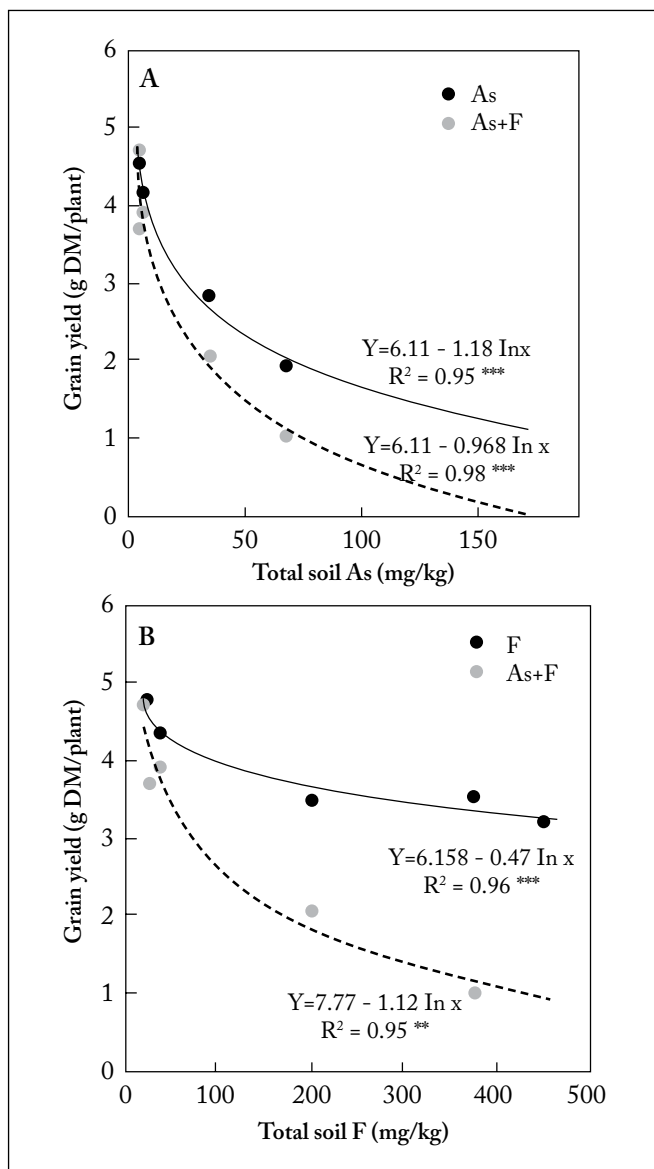 6
5
4
3
2
1
0
Grain yield (g DM/plant)
A
As
As+F
Y=6.11 - 1.18 Inx
R² = 0.95 ***
Y=6.11 - 0.968 In x
R² = 0.98 ***
0 50 100 150
Total soil As (mg/kg)
6
5
4
3
2
1
0
Grain yield (g DM/plant)
B
F
As+F
Y=6.158 - 0.47 In x
R² = 0.96 ***
Y=7.77 - 1.12 In x
R² = 0.95 **
0 100 200 300 400 500
Total soil F (mg/kg)